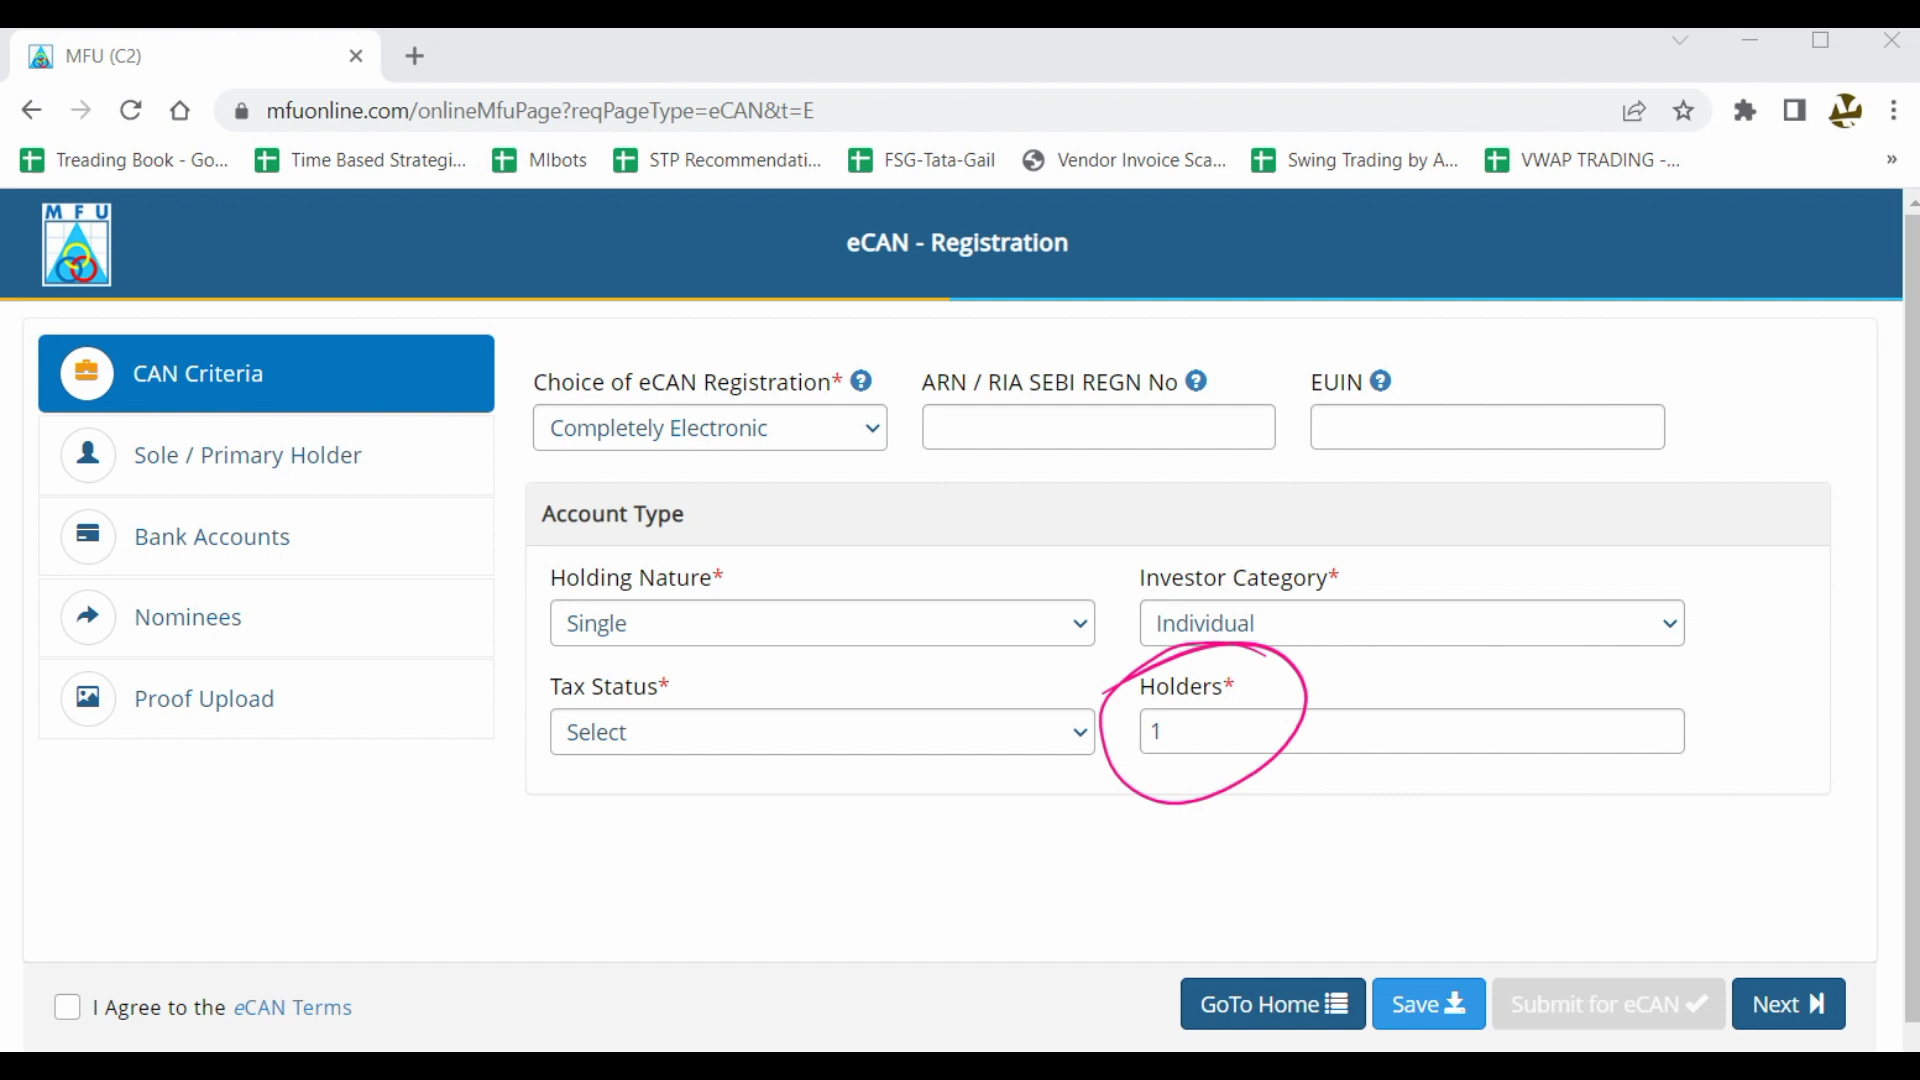 MFU (C2)
mfuonline.com/onlineMfuPage?reqPageType=eCAN&t=E
Treading Book - Go...
Time Based Strategi...
MIbots
STP Recommendati...
FSG-Tata-Gail
Vendor Invoice Sca...
Swing Trading by A...
VWAP TRADING -...
»
M F U
eCAN - Registration
CAN Criteria
Sole / Primary Holder
Bank Accounts
Nominees
Proof Upload
Choice of eCAN Registration*
ARN / RIA SEBI REGN No
EUIN
Completely Electronic
Account Type
Holding Nature*
Investor Category*
Single
Individual
Tax Status*
Holders*
Select
1
I Agree to the eCAN Terms
GoTo Home
Save
Submit for eCAN
Next